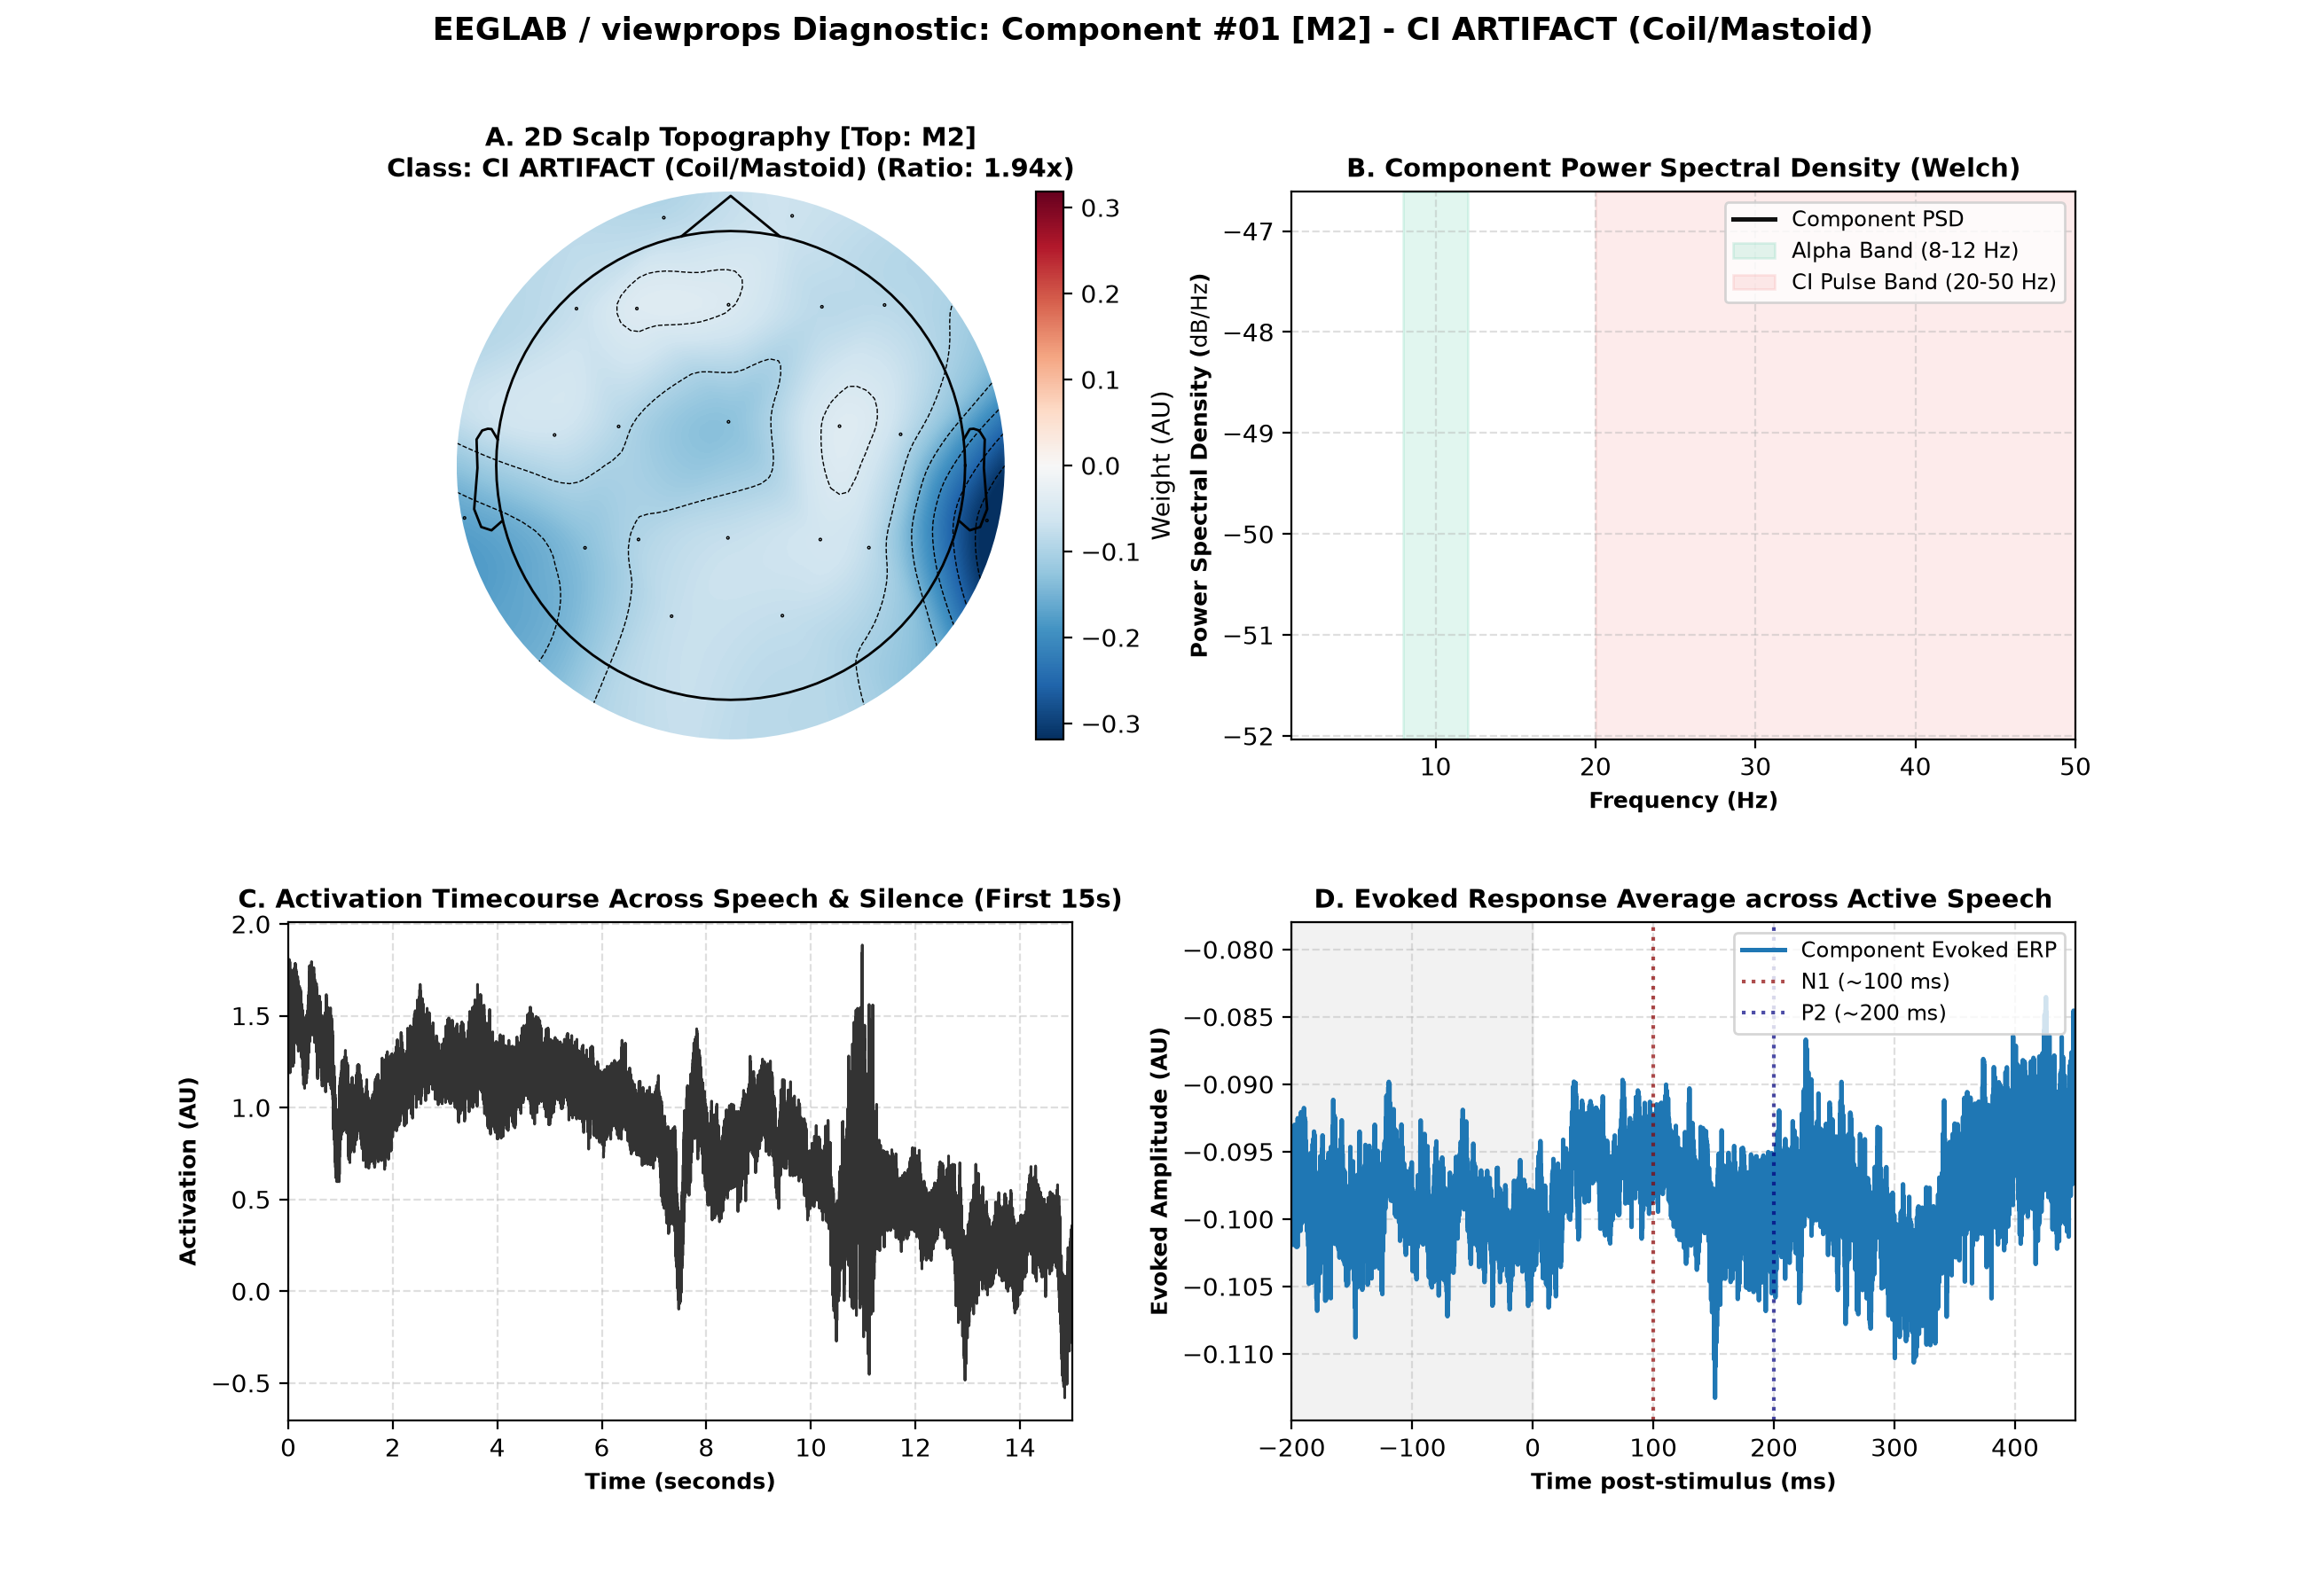 EEGLAB / viewprops Diagnostic: Component #01 [M2] - CI ARTIFACT (Coil/Mastoid)
A. 2D Scalp Topography [Top: M2]
Class: CI ARTIFACT (Coil/Mastoid) (Ratio: 1.94x)
0.3
0.2
0.1
0.0
−0.1
−0.2
−0.3
Weight (AU)
B. Component Power Spectral Density (Welch)
Component PSD
Alpha Band (8-12 Hz)
CI Pulse Band (20-50 Hz)
−47
−48
−49
−50
−51
−52
Power Spectral Density (dB/Hz)
10 20 30 40 50
Frequency (Hz)
C. Activation Timecourse Across Speech & Silence (First 15s)
2.0
1.5
1.0
0.5
0.0
−0.5
Activation (AU)
0 2 4 6 8 10 12 14
Time (seconds)
D. Evoked Response Average across Active Speech
Component Evoked ERP
N1 (~100 ms)
P2 (~200 ms)
−0.080
−0.085
−0.090
−0.095
−0.100
−0.105
−0.110
Evoked Amplitude (AU)
−200 −100 0 100 200 300 400
Time post-stimulus (ms)